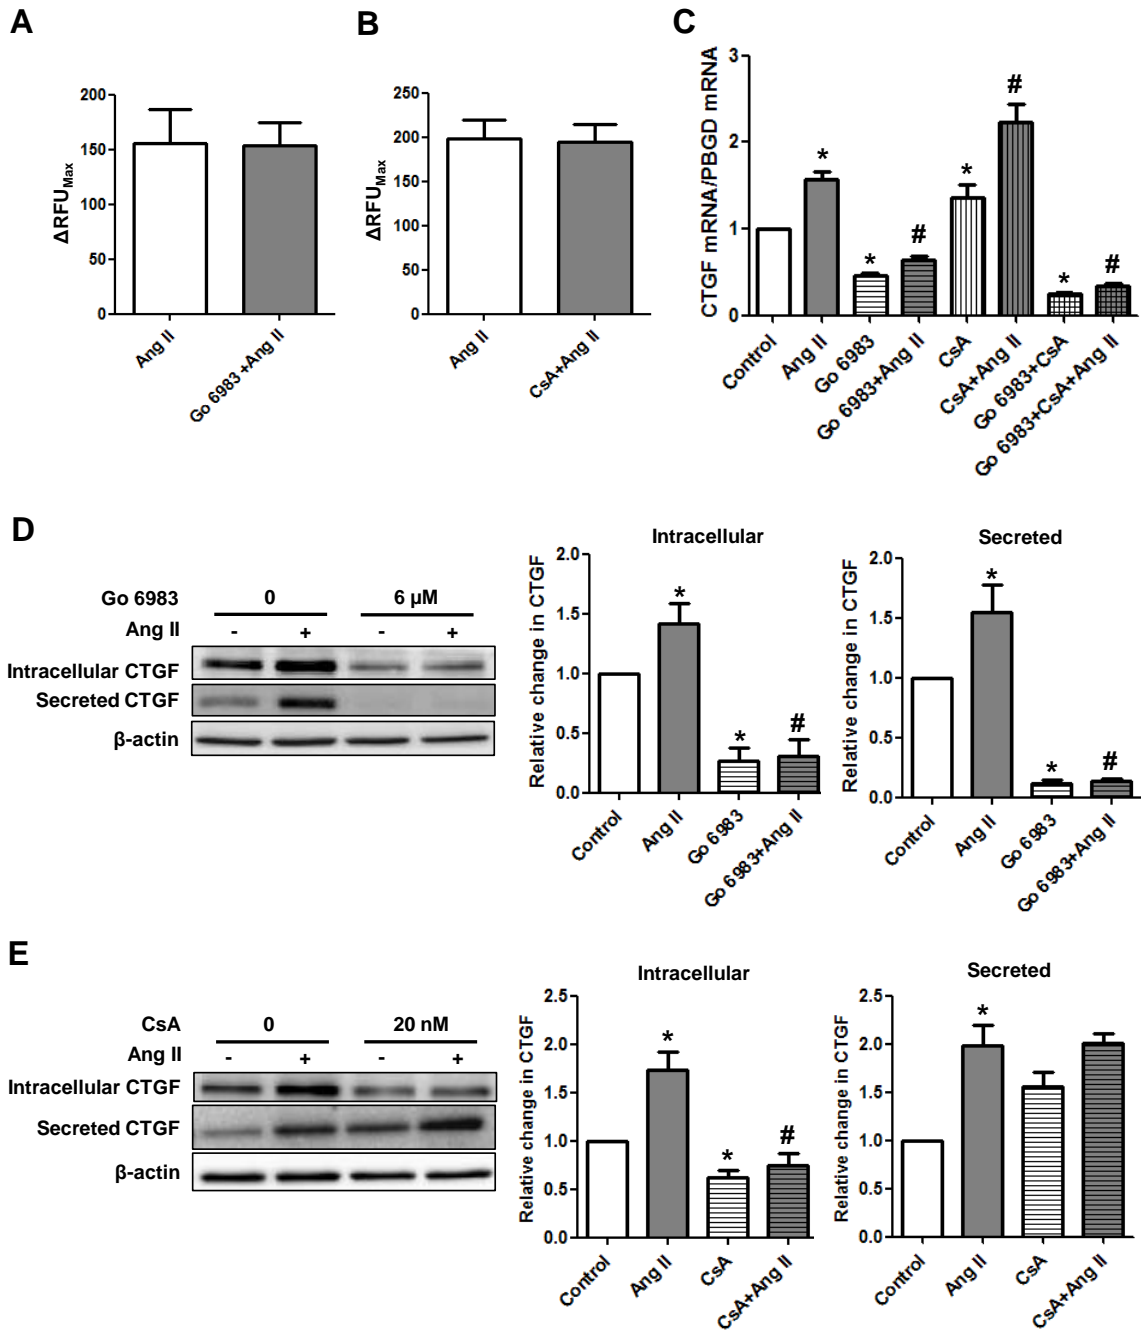 A
ΔRFUMax
200
150
100
50
0
Ang II
Go 6983 +Ang II
B
ΔRFUMax
250
200
150
100
50
0
Ang II
CsA+Ang II
C
CTGF mRNA/PBGD mRNA
3
2
1
0
*
*
#
*
#
*
#
Control
Ang II
Go 6983
Go 6983+Ang II
CsA
CsA+Ang II
Go 6983+CsA
Go 6983+CsA+Ang II
D
Go 6983 0 6 μM
Ang II - + - +
Intracellular CTGF
Secreted CTGF
β-actin
Intracellular
Relative change in CTGF
2.0
1.5
1.0
0.5
0.0
*
*
#
Control
Ang II
Go 6983
Go 6983+Ang II
Secreted
Relative change in CTGF
2.0
1.5
1.0
0.5
0.0
*
*
#
Control
Ang II
Go 6983
Go 6983+Ang II
E
CsA 0 20 nM
Ang II - + - +
Intracellular CTGF
Secreted CTGF
β-actin
Intracellular
Relative change in CTGF
2.5
2.0
1.5
1.0
0.5
0.0
*
*
#
Control
Ang II
CsA
CsA+Ang II
Secreted
Relative change in CTGF
2.5
2.0
1.5
1.0
0.5
0.0
*
Control
Ang II
CsA
CsA+Ang II